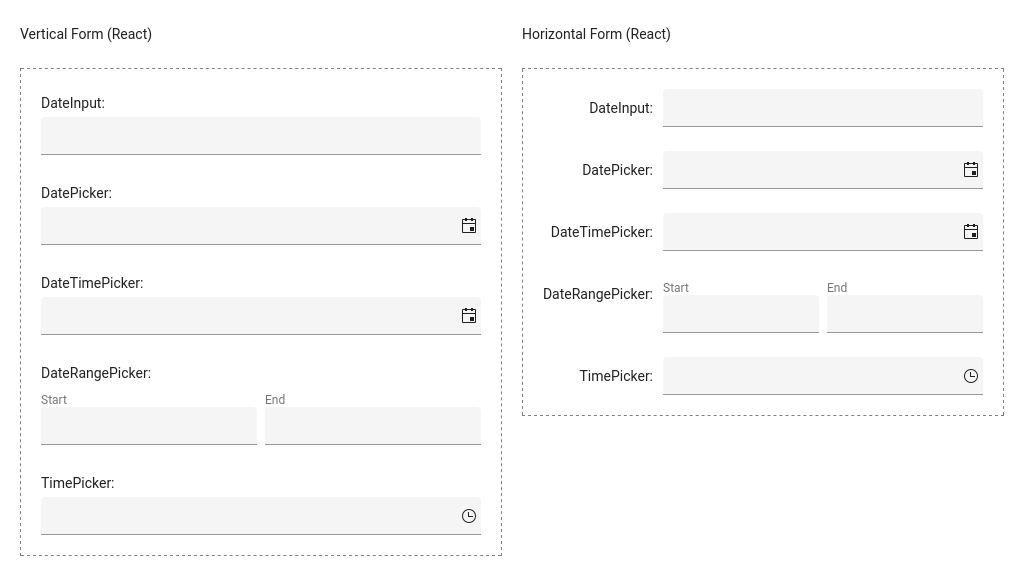 Vertical Form (React)
DateInput:
DatePicker:
DateTimePicker:
DateRangePicker:
Start End
TimePicker:
Horizontal Form (React)
DateInput:
DatePicker:
DateTimePicker:
DateRangePicker: Start End
TimePicker: